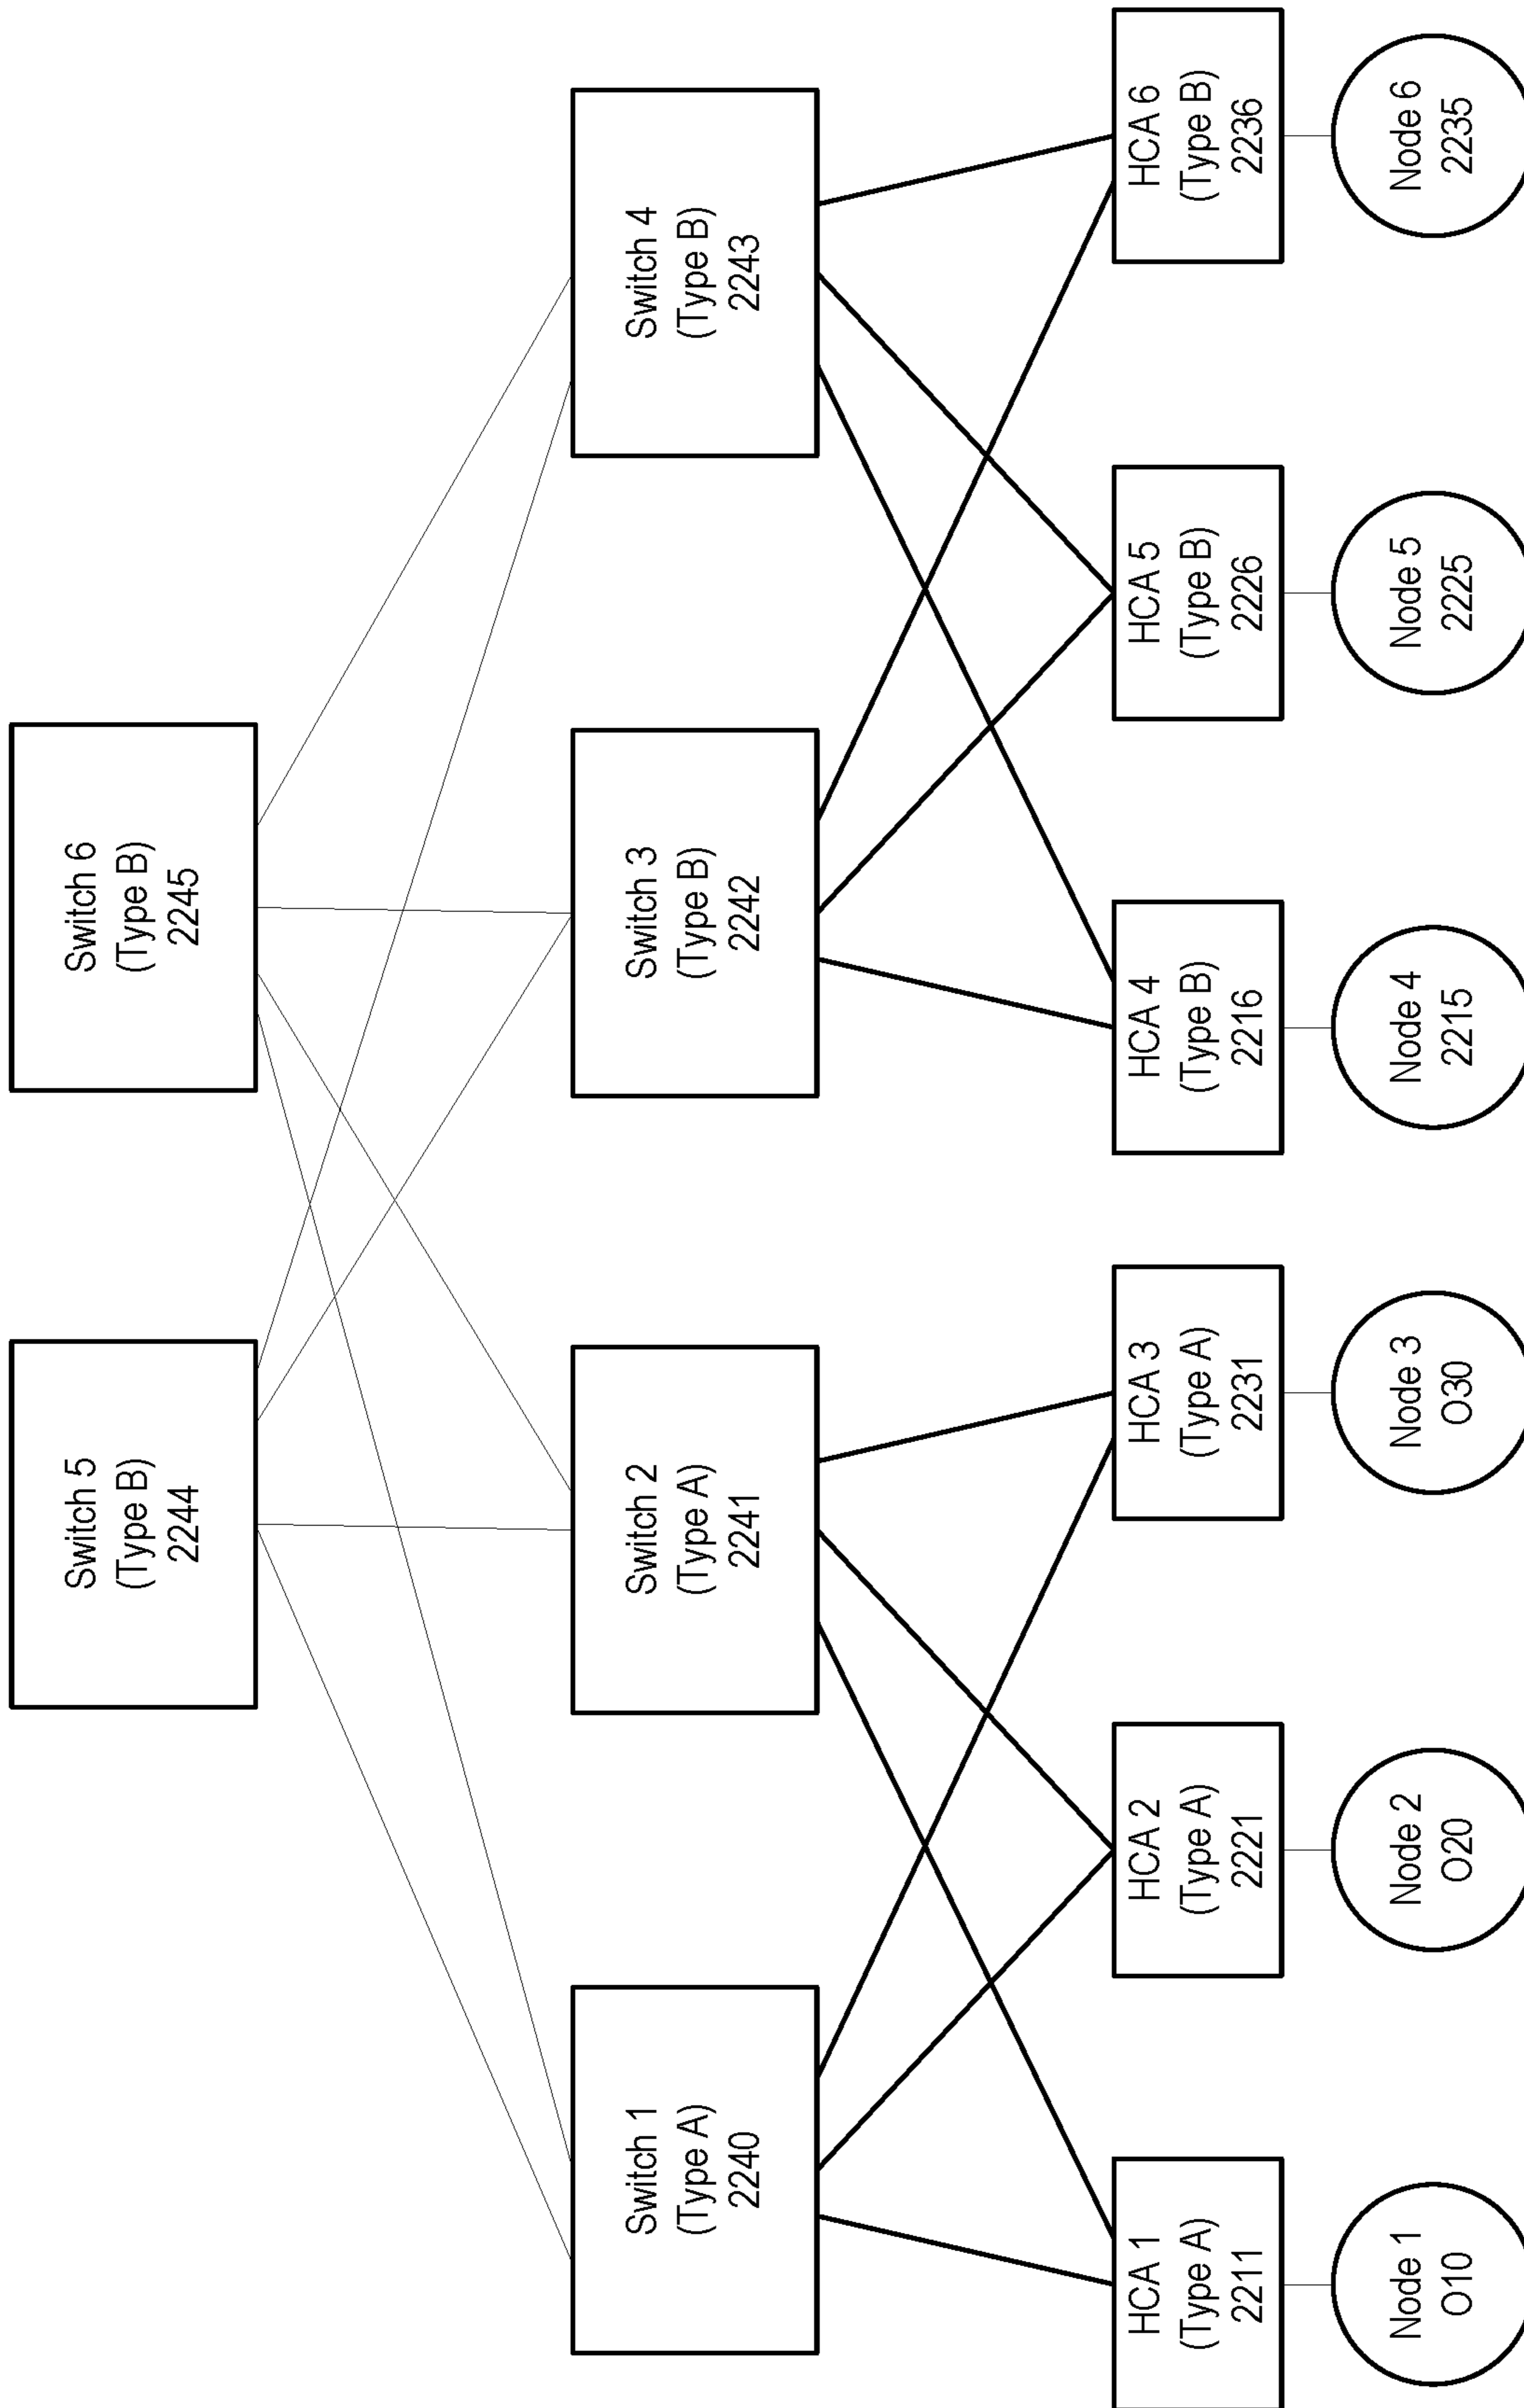 Switch 5
(Type B)
2244
Switch 6
(Type B)
2245
Switch 1
(Type A)
2240
Switch 2
(Type A)
2241
Switch 3
(Type B)
2242
Switch 4
(Type B)
2243
HCA 1
(Type A)
2211
HCA 2
(Type A)
2221
HCA 3
(Type A)
2231
HCA 4
(Type B)
2216
HCA 5
(Type B)
2226
HCA 6
(Type B)
2236
Node 1
O10
Node 2
O20
Node 3
O30
Node 4
2215
Node 5
2225
Node 6
2235